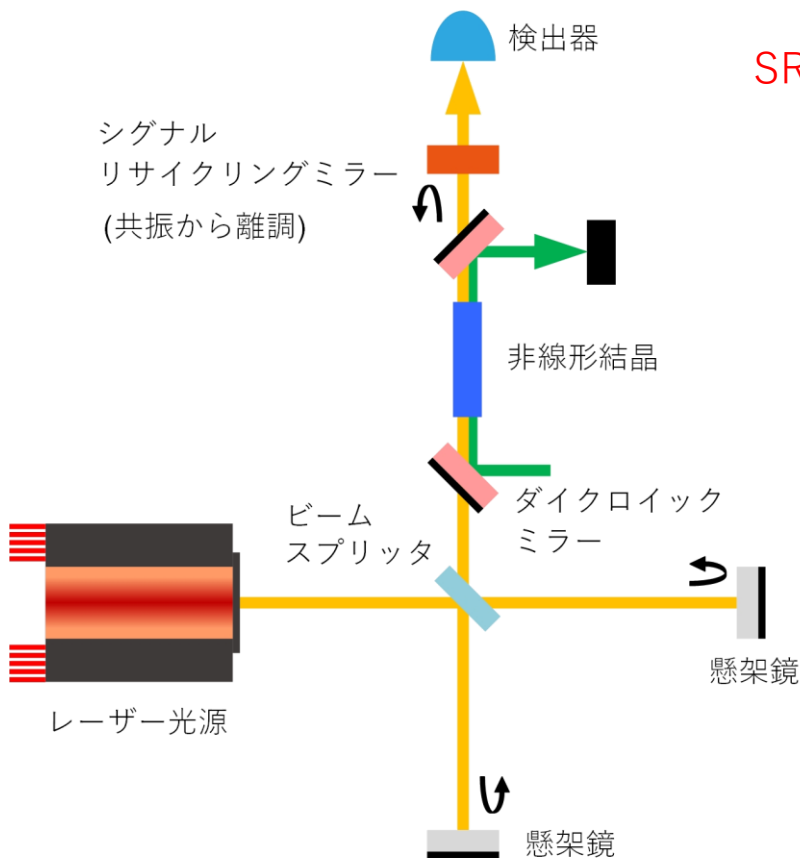 検出器
SR
シグナル
リサイクリングミラー
(共振から離調)
非線形結晶
ダイクロイック
ミラー
ビーム
スプリッタ
懸架鏡
レーザー光源
懸架鏡